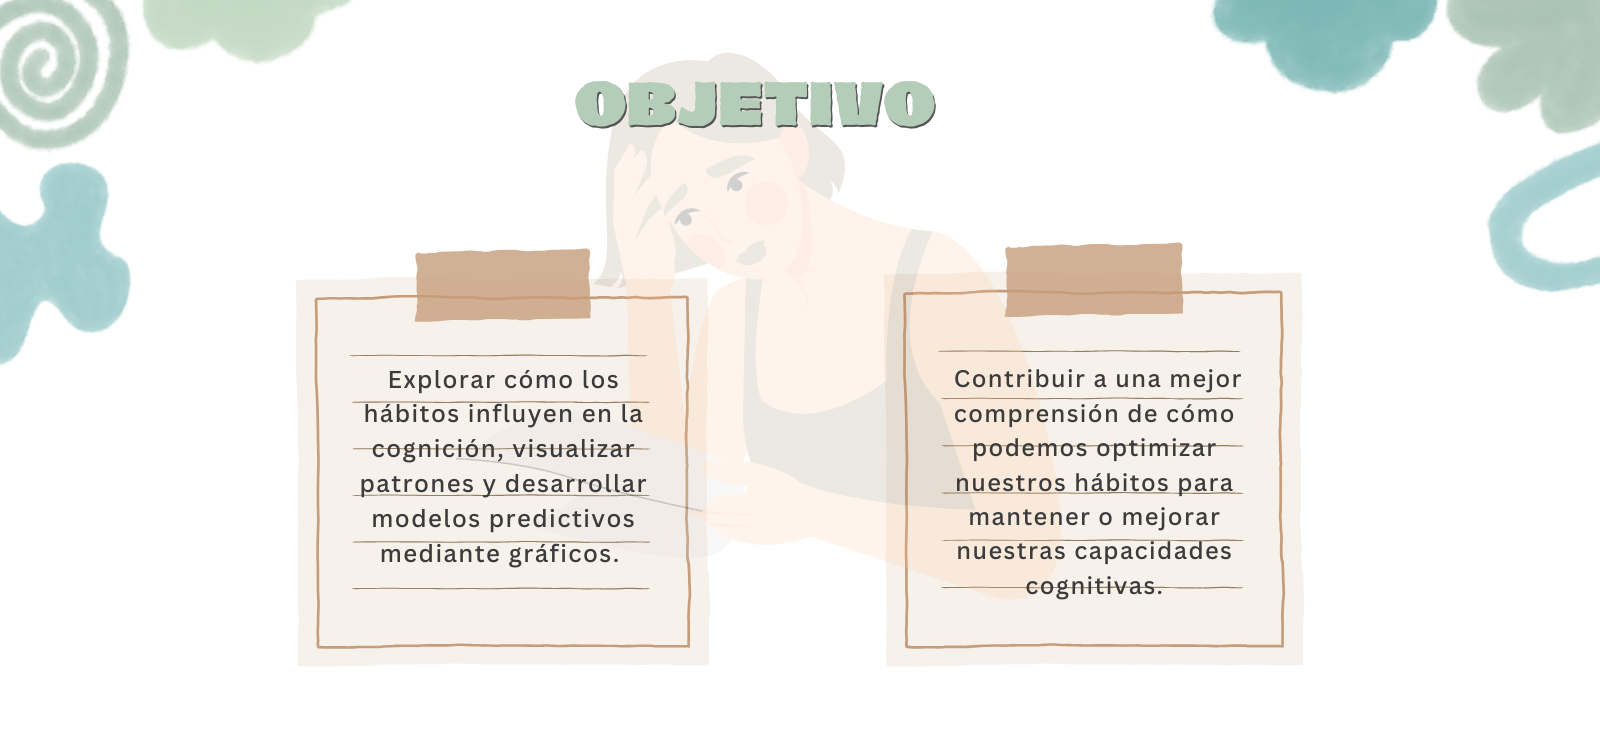 OBJETIVO
Explorar cómo los
hábitos influyen en la
cognición, visualizar
patrones y desarrollar
modelos predictivos
mediante gráficos.
Contribuir a una mejor
comprensión de cómo
podemos optimizar
nuestros hábitos para
mantener o mejorar
nuestras capacidades
cognitivas.